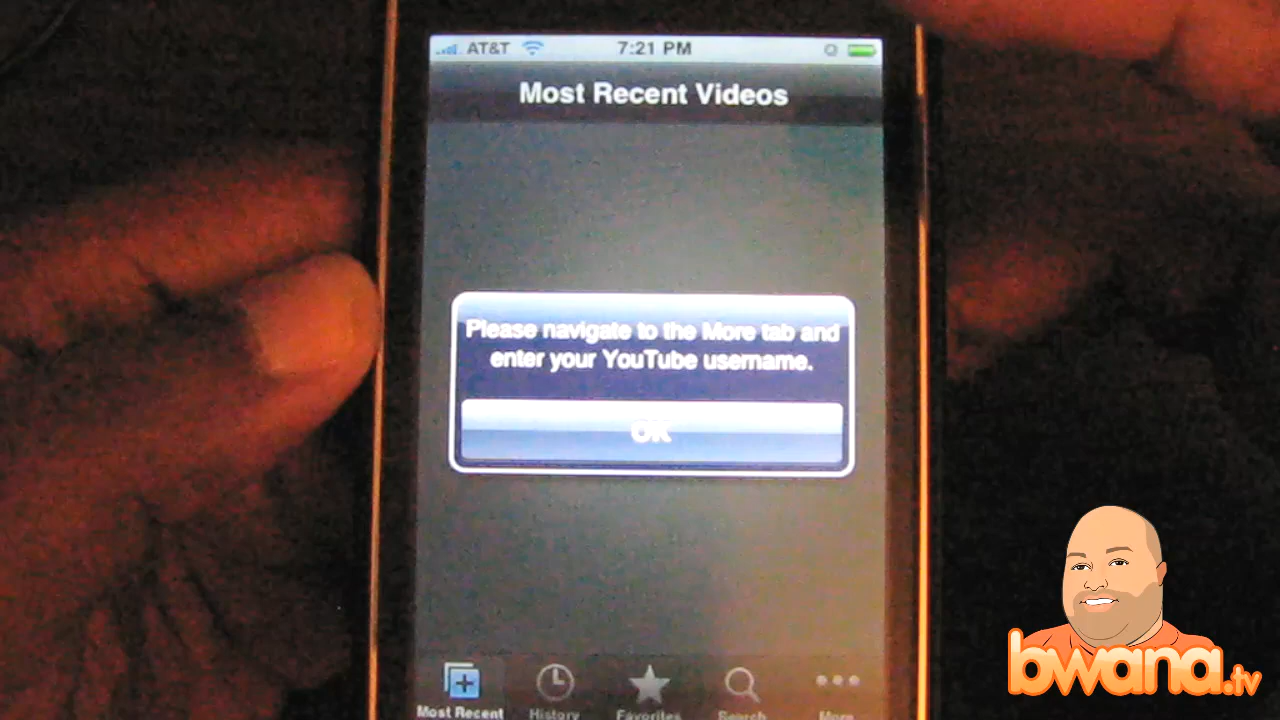 AT&T 7:21 PM
Most Recent Videos
Please navigate to the More tab and
enter your YouTube username.
OK
Most Recent History Favorites Search More
bwana.tv